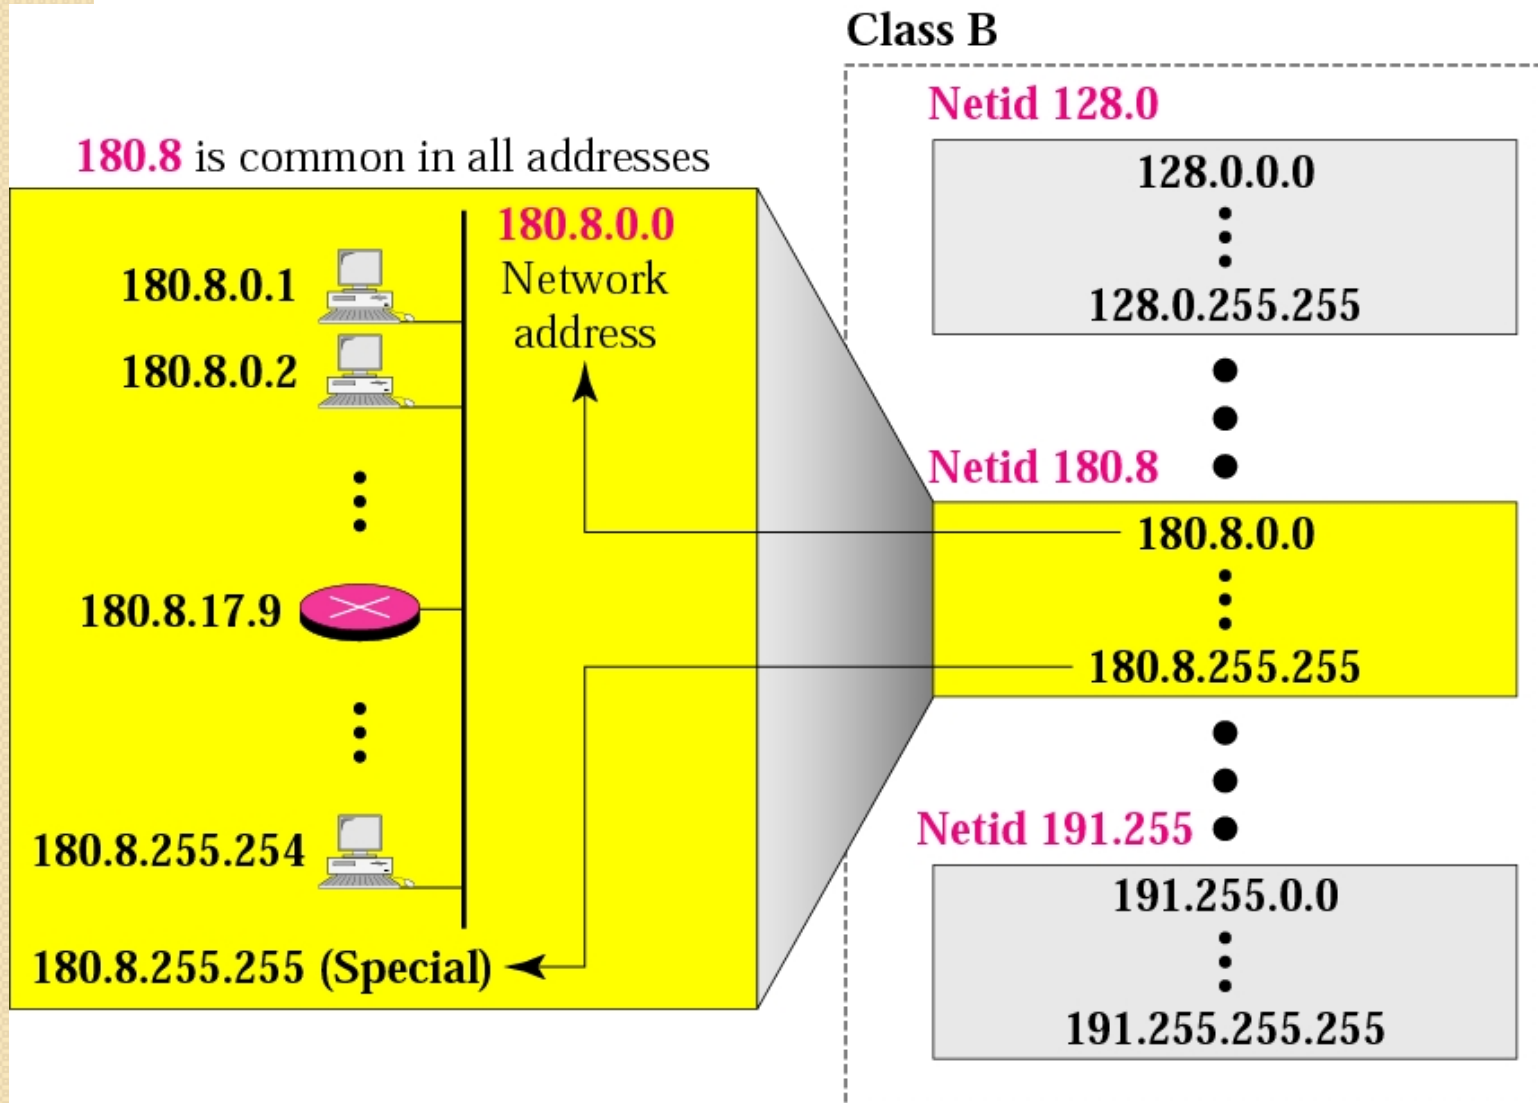 Class B
Netid 128.0
128.0.0.0
128.0.255.255
180.8 is common in all addresses
180.8.0.0
Network
address
180.8.0.1
180.8.0.2
180.8.17.9
180.8.255.254
180.8.255.255 (Special)
Netid 180.8
180.8.0.0
180.8.255.255
Netid 191.255
191.255.0.0
191.255.255.255